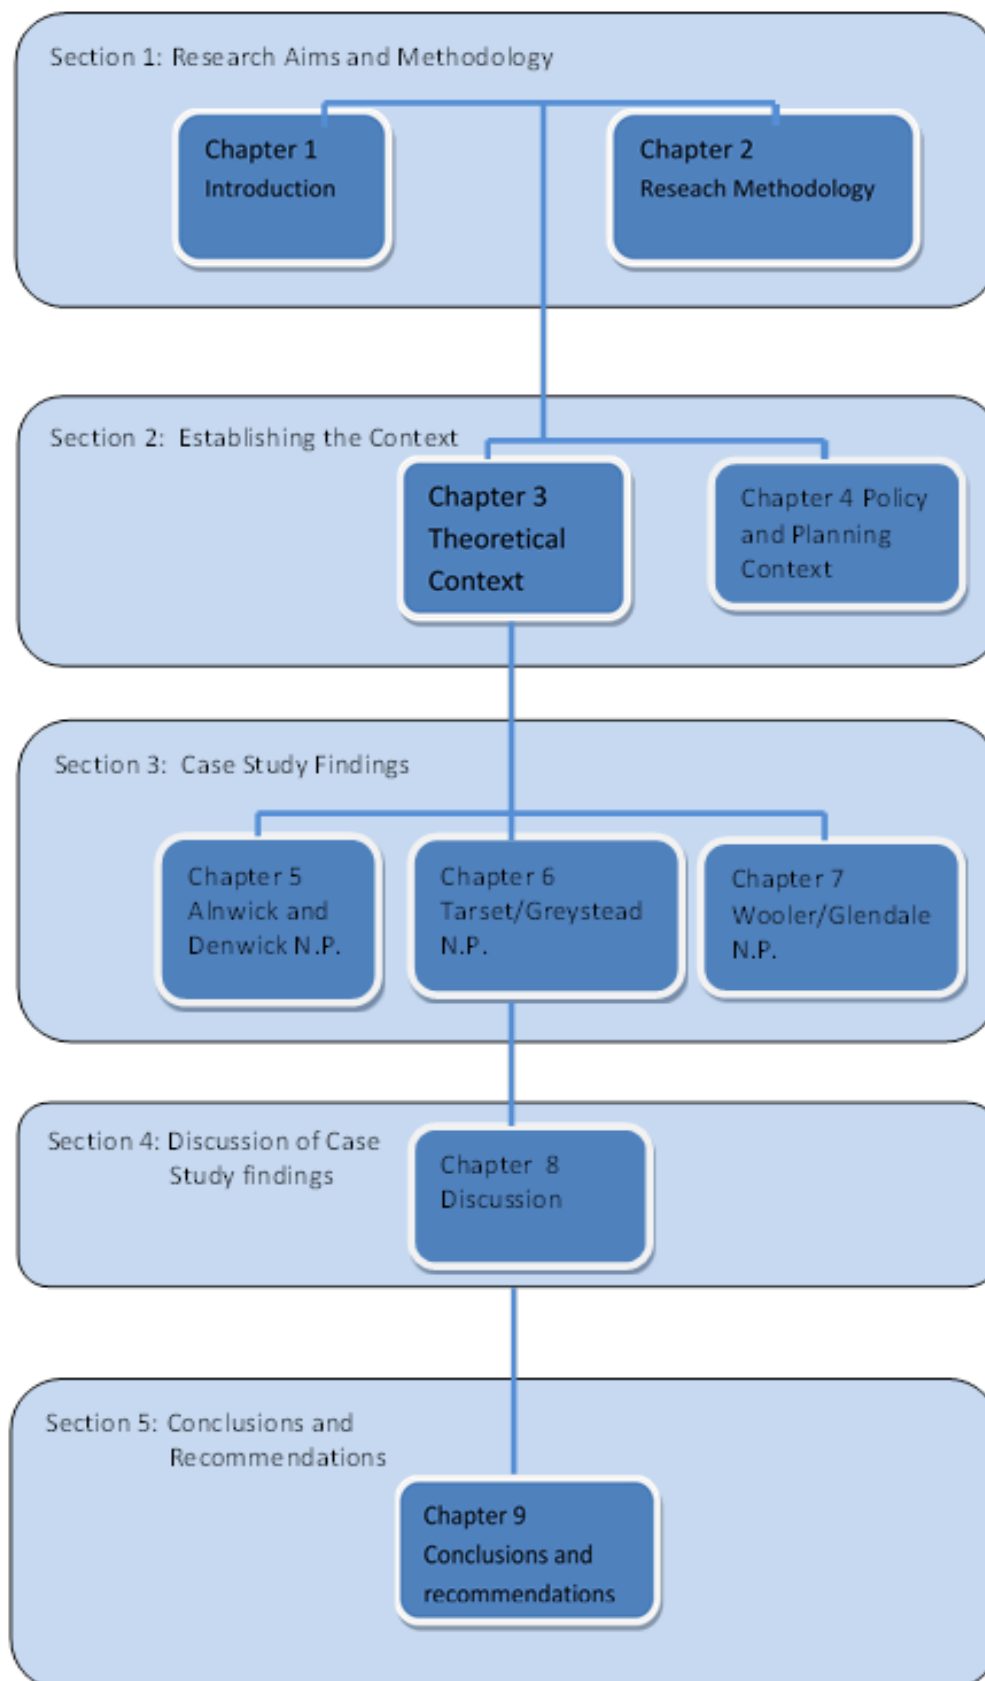 Section 1: Research Aims and Methodology
Chapter 1
Introduction
Chapter 2
Reseach Methodology
Section 2: Establishing the Context
Chapter 3
Theoretical
Context
Chapter 4 Policy
and Planning
Context
Section 3: Case Study Findings
Chapter 5
Alnwick and
Denwick N.P.
Chapter 6
Tarset/Greystead
N.P.
Chapter 7
Wooler/Glendale
N.P.
Section 4: Discussion of Case
Study findings
Chapter 8
Discussion
Section 5: Conclusions and
Recommendations
Chapter 9
Conclusions and
recommendations